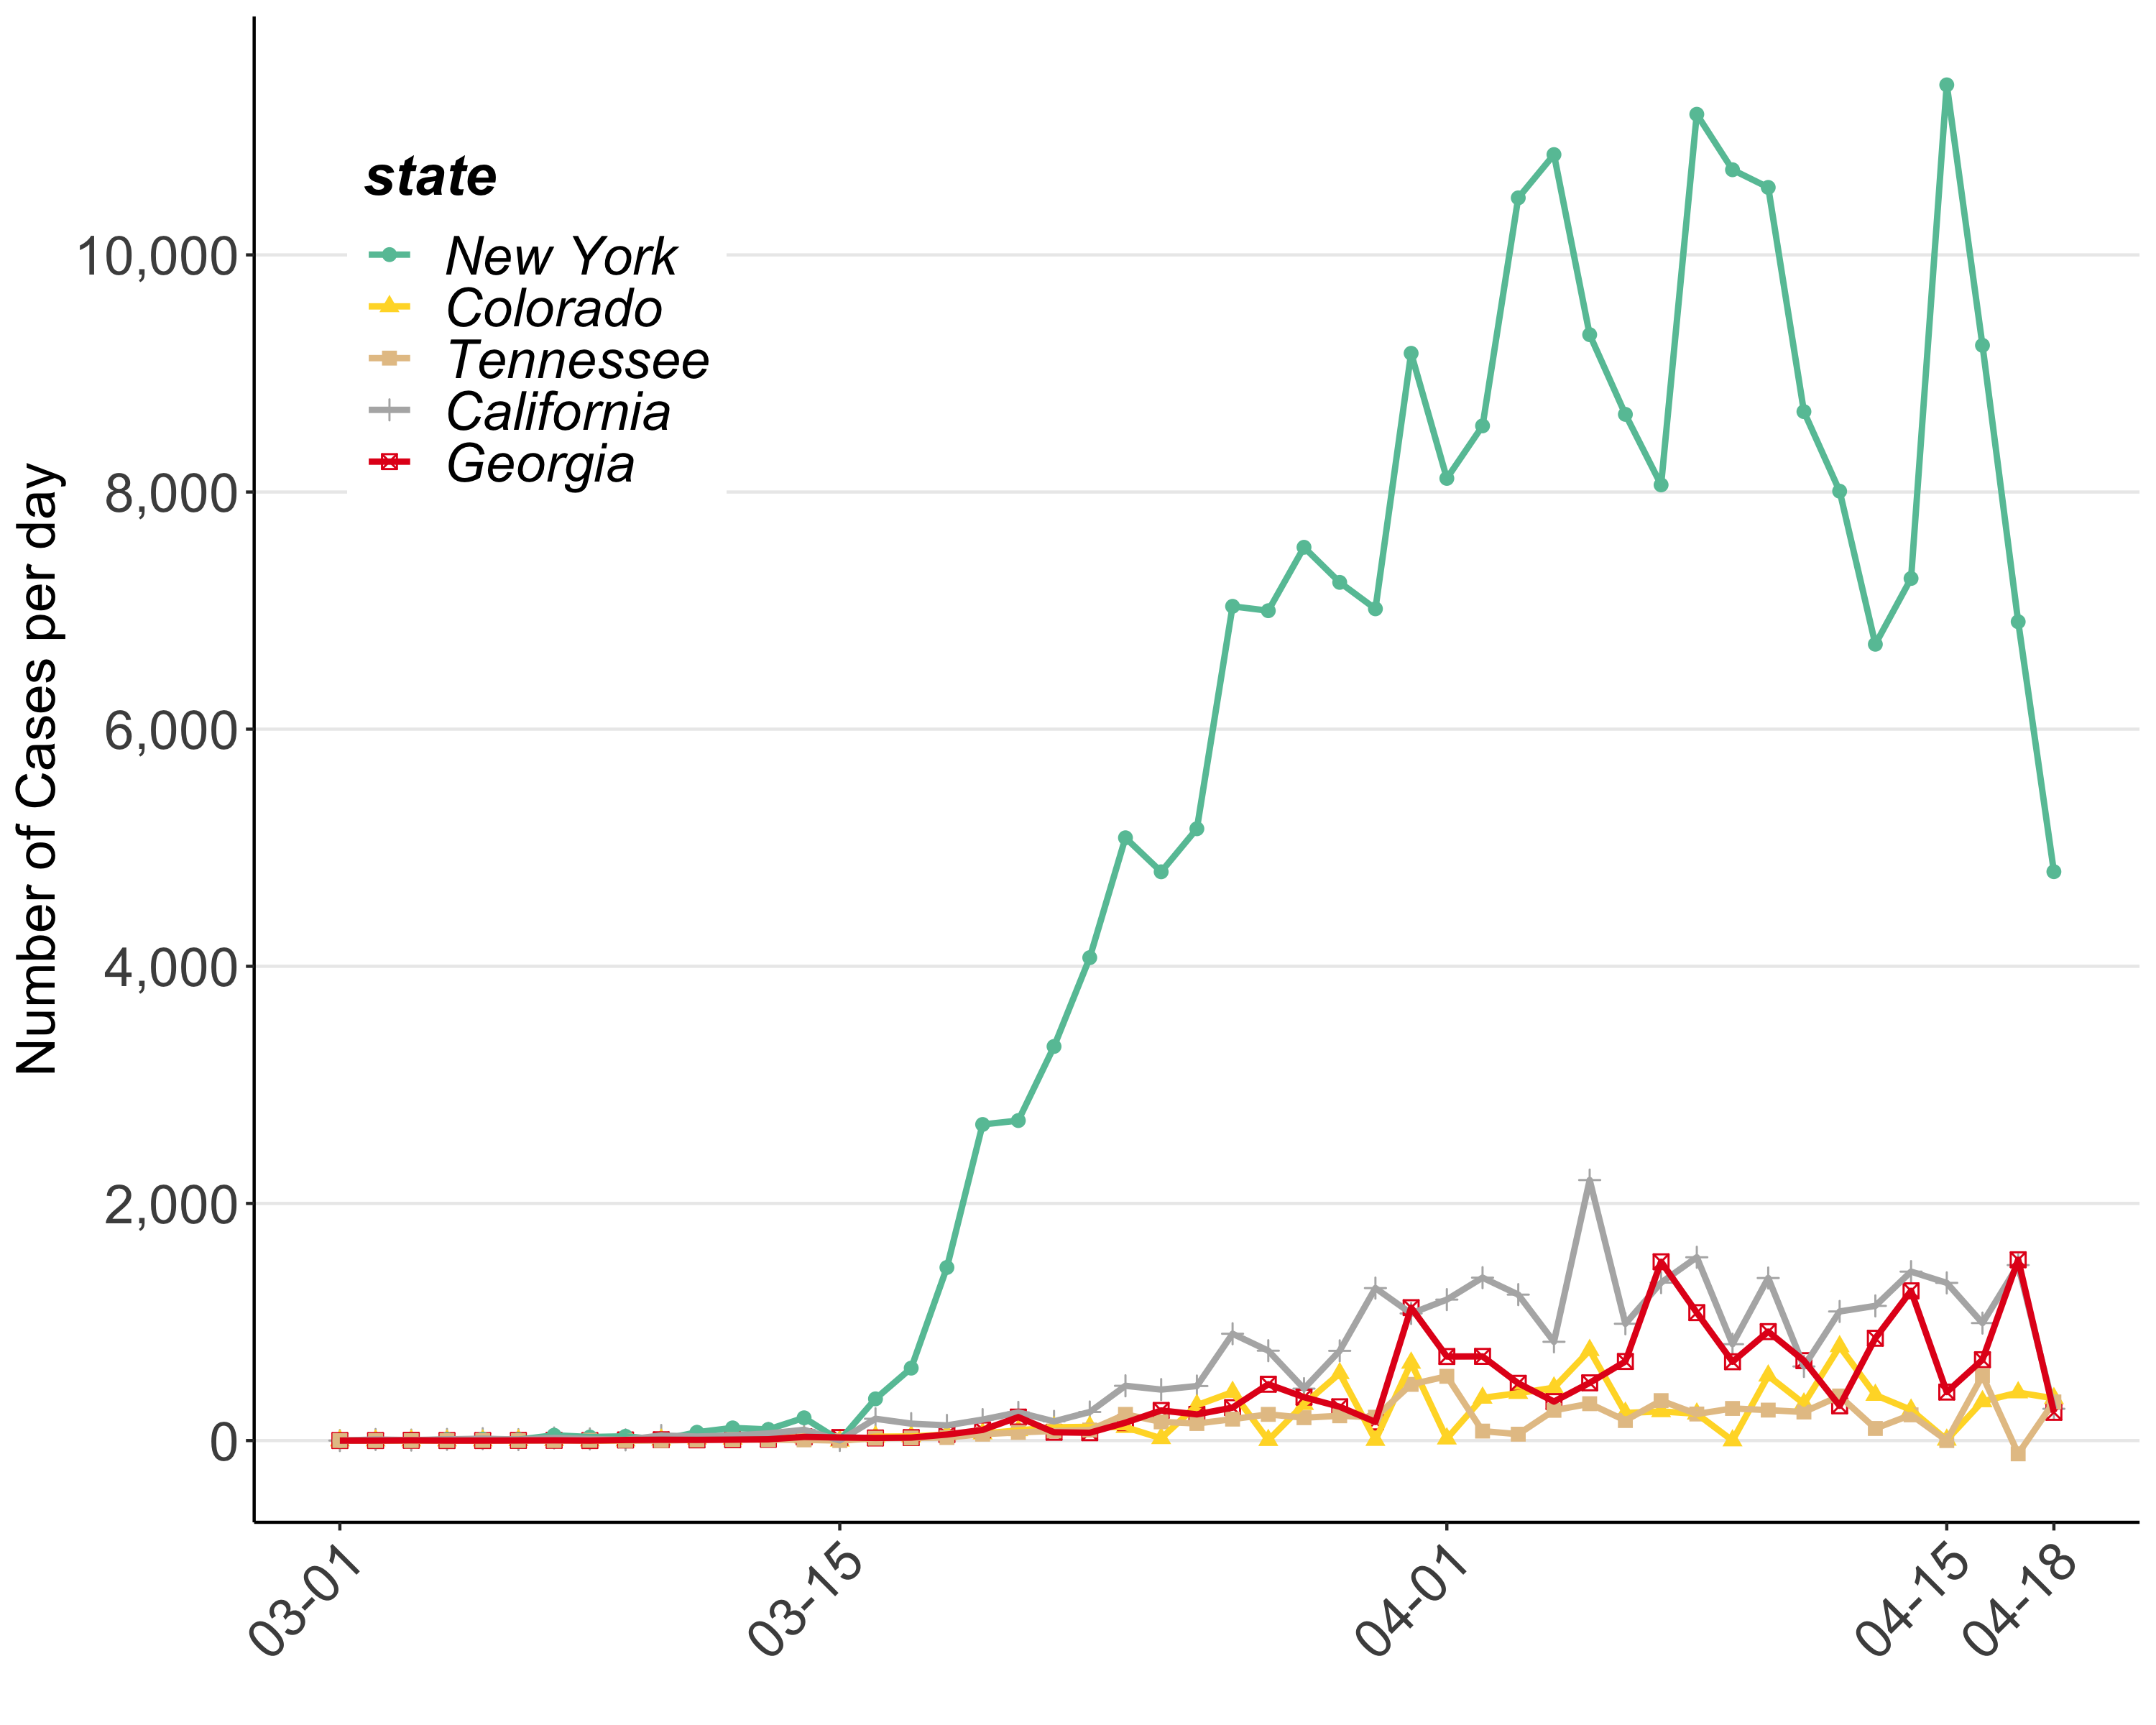 state
New York
Colorado
Tennessee
California
Georgia
Number of Cases per day
10,000
8,000
6,000
4,000
2,000
0
03-01
03-15
04-01
04-15
04-18